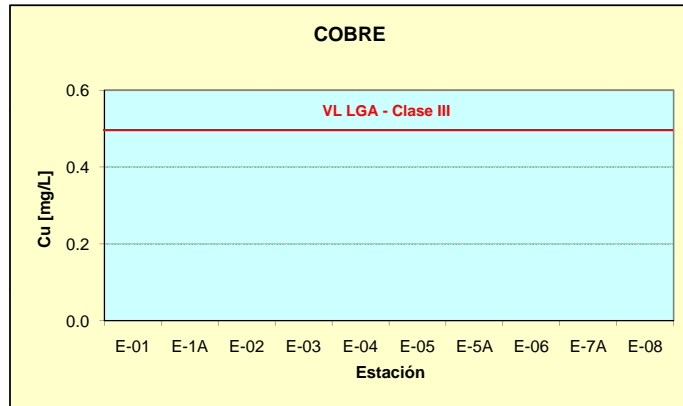 COBRE
0.6
VL LGA - Clase III
0.4
0.2
0.0
Cu [mg/L]
E-01 E-1A E-02 E-03 E-04 E-05 E-5A E-06 E-7A E-08
Estación